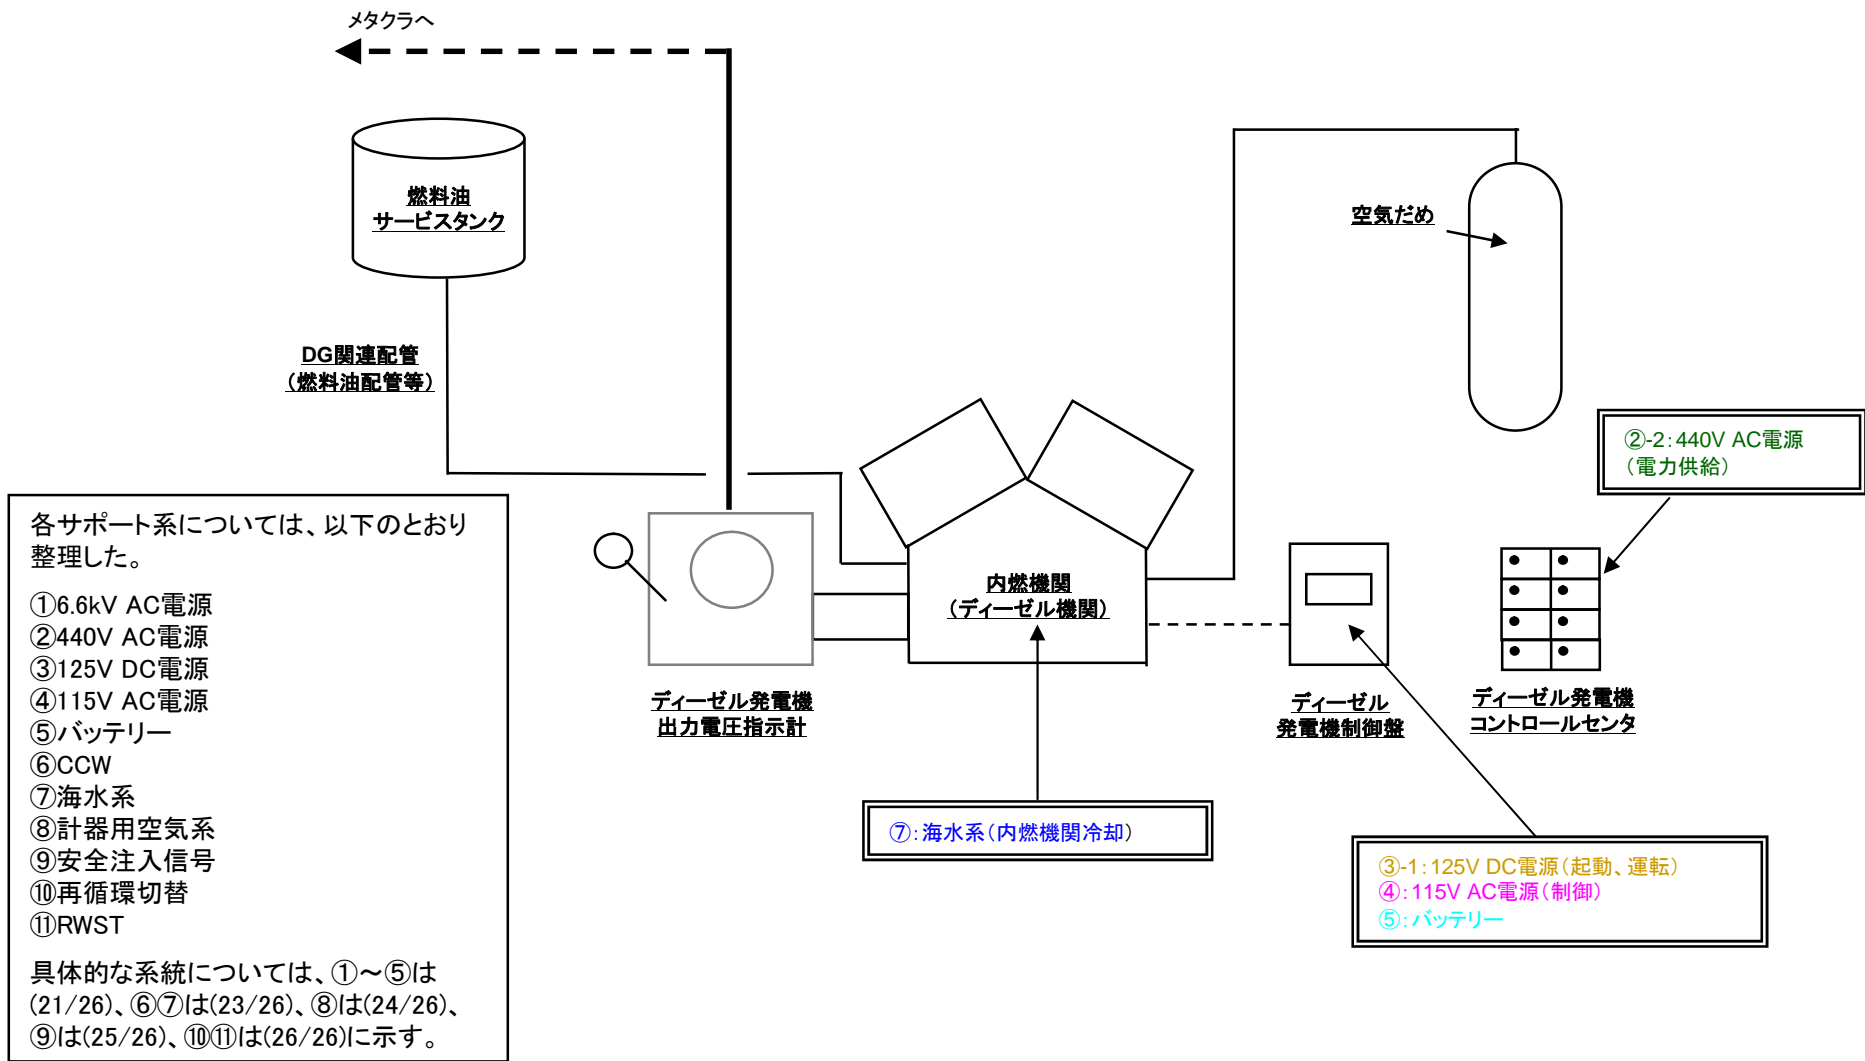 メタクラへ
燃料油
サービスタンク
空気だめ
DG関連配管
(燃料油配管等)
②-2:440V AC電源
(電力供給)
内燃機関
(ディーゼル機関)
ディーゼル発電機
出力電圧指示計
ディーゼル
発電機制御盤
ディーゼル発電機
コントロールセンタ
⑦:海水系(内燃機関冷却)
③-1:125V DC電源(起動、運転)
④:115V AC電源(制御)
⑤:バッテリー
各サポート系については、以下のとおり
整理した。
①6.6kV AC電源
②440V AC電源
③125V DC電源
④115V AC電源
⑤バッテリー
⑥CCW
⑦海水系
⑧計器用空気系
⑨安全注入信号
⑩再循環切替
⑪RWST
具体的な系統については、①~⑤は
(21/26)、⑥⑦は(23/26)、⑧は(24/26)、
⑨は(25/26)、⑩⑪は(26/26)に示す。